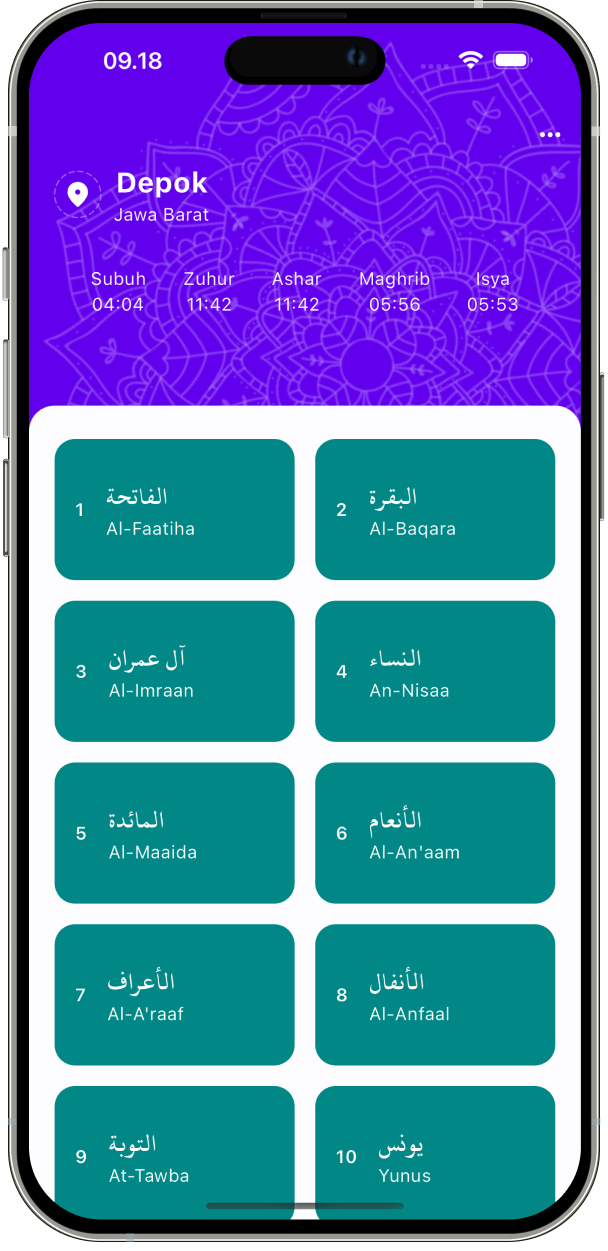 09.18
Depok
Jawa Barat
Subuh Zuhur Ashar Maghrib Isya
04:04 11:42 11:42 05:56 05:53
1 الفاتحة
Al-Faatiha
2 البقرة
Al-Baqara
3 آل عمران
Al-Imraan
4 النساء
An-Nisaa
5 المائدة
Al-Maaida
6 الأنعام
Al-An'aam
7 الأعراف
Al-A'raaf
8 الأنفال
Al-Anfaal
9 التوبة
At-Tawba
10 يونس
Yunus